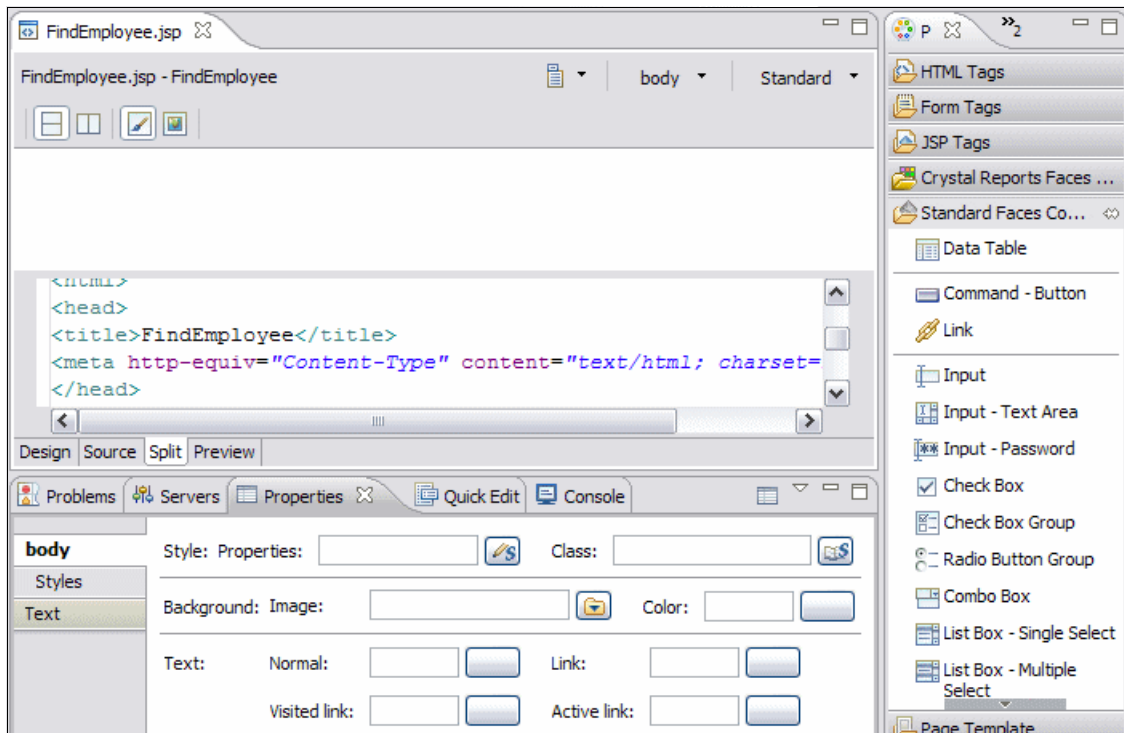 FindEmployee.jsp
FindEmployee.jsp - FindEmployee
body
Standard
<html>
<head>
<title>FindEmployee</title>
<meta http-equiv="Content-Type" content="text/html; charset=
</head>
Design Source Split Preview
Problems Servers Properties Quick Edit Console
body
Styles
Text
Style: Properties:
Class:
Background: Image:
Color:
Text: Normal:
Link:
Visited link:
Active link:
P
»2
HTML Tags
Form Tags
JSP Tags
Crystal Reports Faces ...
Standard Faces Co...
Data Table
Command - Button
Link
Input
Input - Text Area
Input - Password
Check Box
Check Box Group
Radio Button Group
Combo Box
List Box - Single Select
List Box - Multiple
Select
Page Template